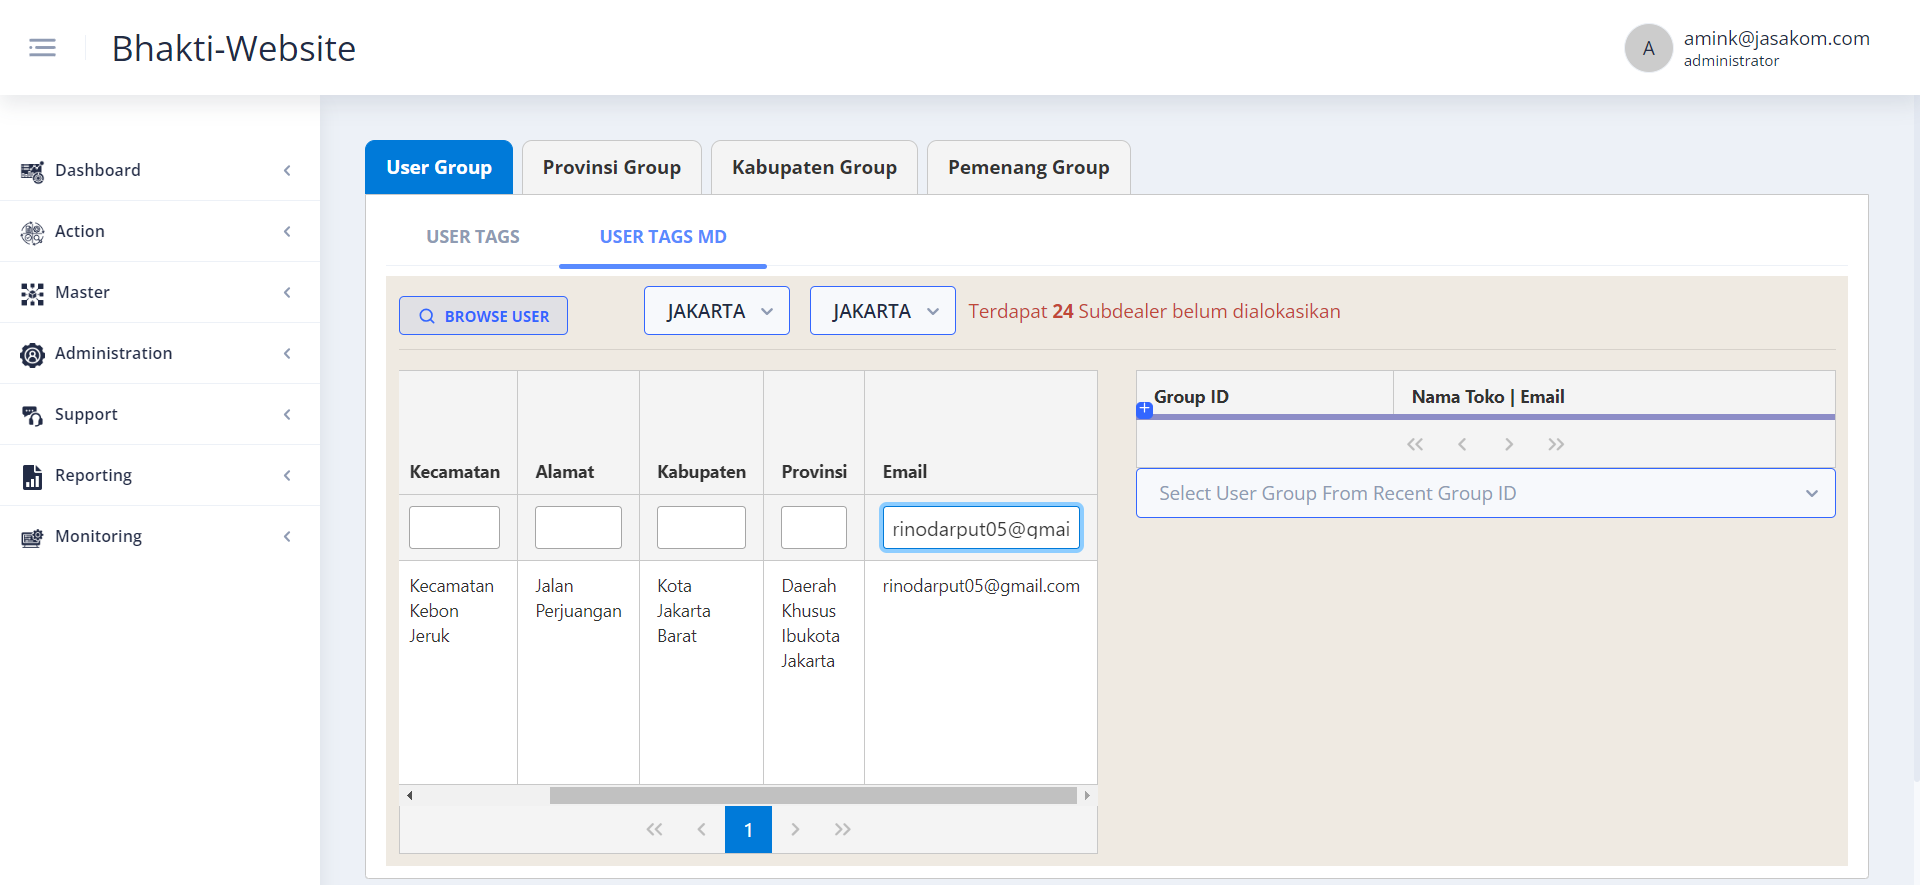 Bhakti-Website
A
amink@jasakom.com
administrator
Dashboard
Action
Master
Administration
Support
Reporting
Monitoring
User Group
Provinsi Group
Kabupaten Group
Pemenang Group
USER TAGS
USER TAGS MD
BROWSE USER
JAKARTA
JAKARTA
Terdapat 24 Subdealer belum dialokasikan
Kecamatan
Alamat
Kabupaten
Provinsi
Email
rinodarput05@gmai
Kecamatan
Kebon
Jeruk
Jalan
Perjuangan
Kota
Jakarta
Barat
Daerah
Khusus
Ibukota
Jakarta
rinodarput05@gmail.com
1
Group ID
Nama Toko | Email
Select User Group From Recent Group ID